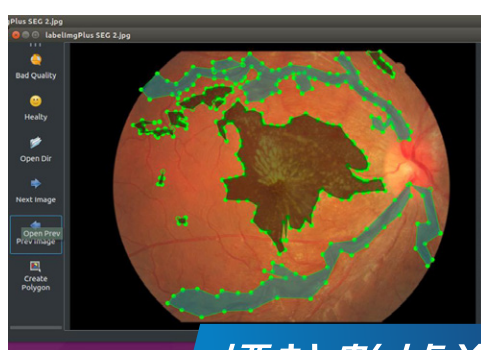 gPlus SEG 2.jpg
labelImgPlus SEG 2.jpg
Bad Quality
Healty
Open Dir
Next Image
Open Prev
Prev Image
Create
Polygon